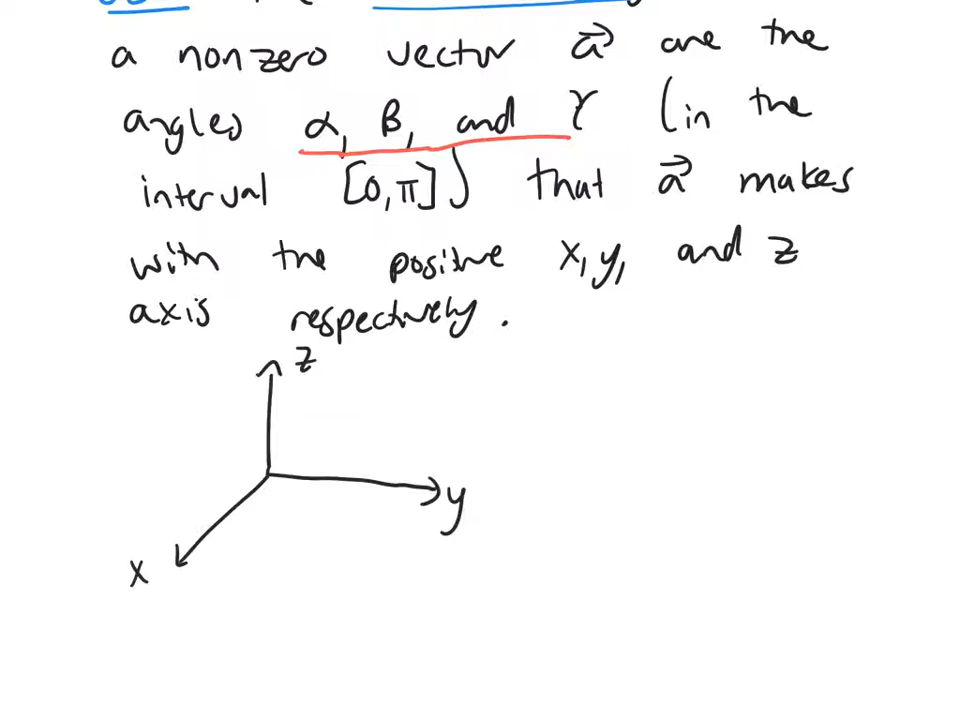 a nonzero vector a⃗ are the
angles α, β, and γ (in the
interval [0, π]) that a⃗ makes
with the positive x, y, and z
axis respectively.
z
y
x